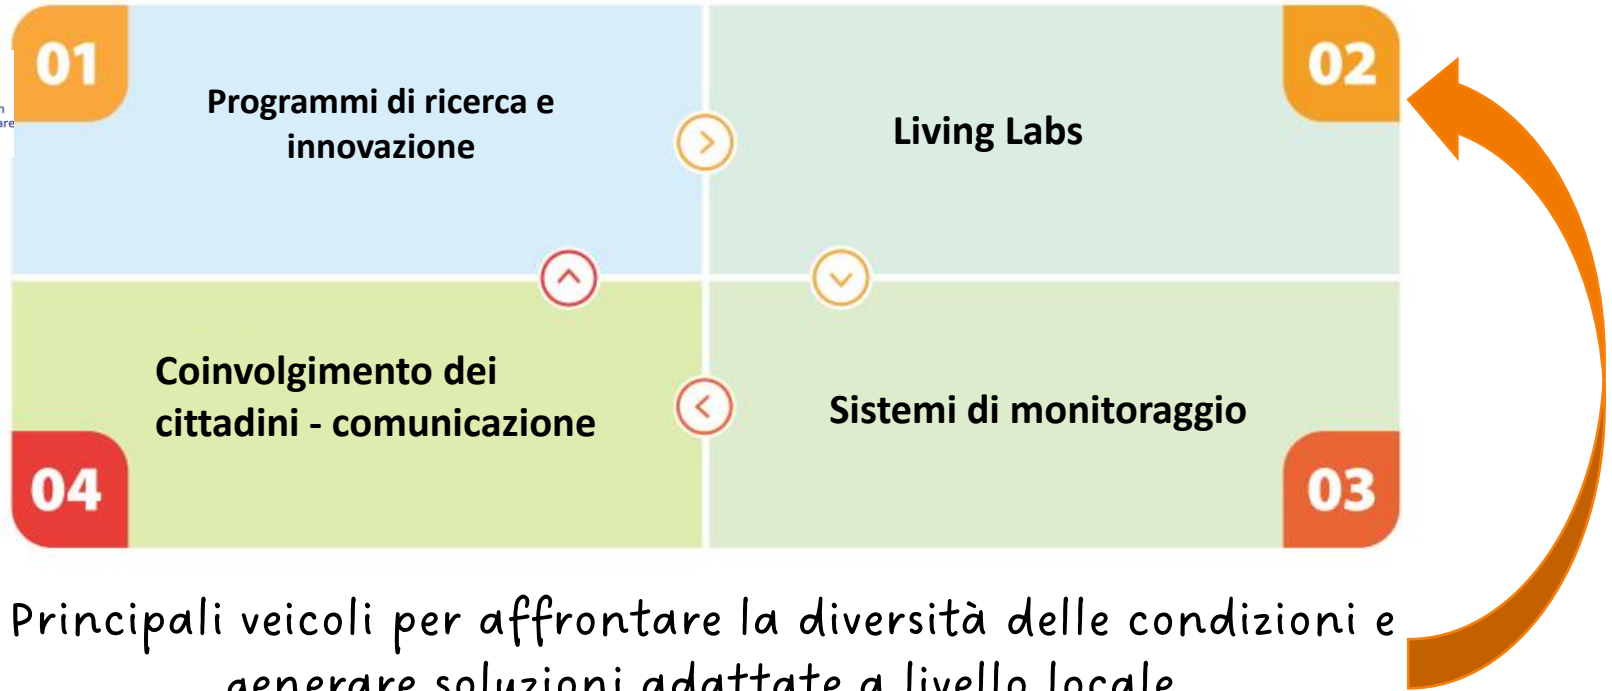 01
Programmi di ricerca e
innovazione
02
Living Labs
Coinvolgimento dei
cittadini - comunicazione
04
Sistemi di monitoraggio
03
Principali veicoli per affrontare la diversità delle condizioni e
generare soluzioni adattate a livello locale